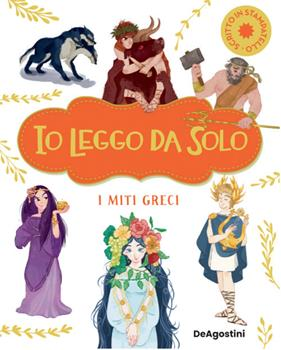 SCRITTO IN STAMPATELLO
IO LEGGO DA SOLO
I MITI GRECI
DeAgostini